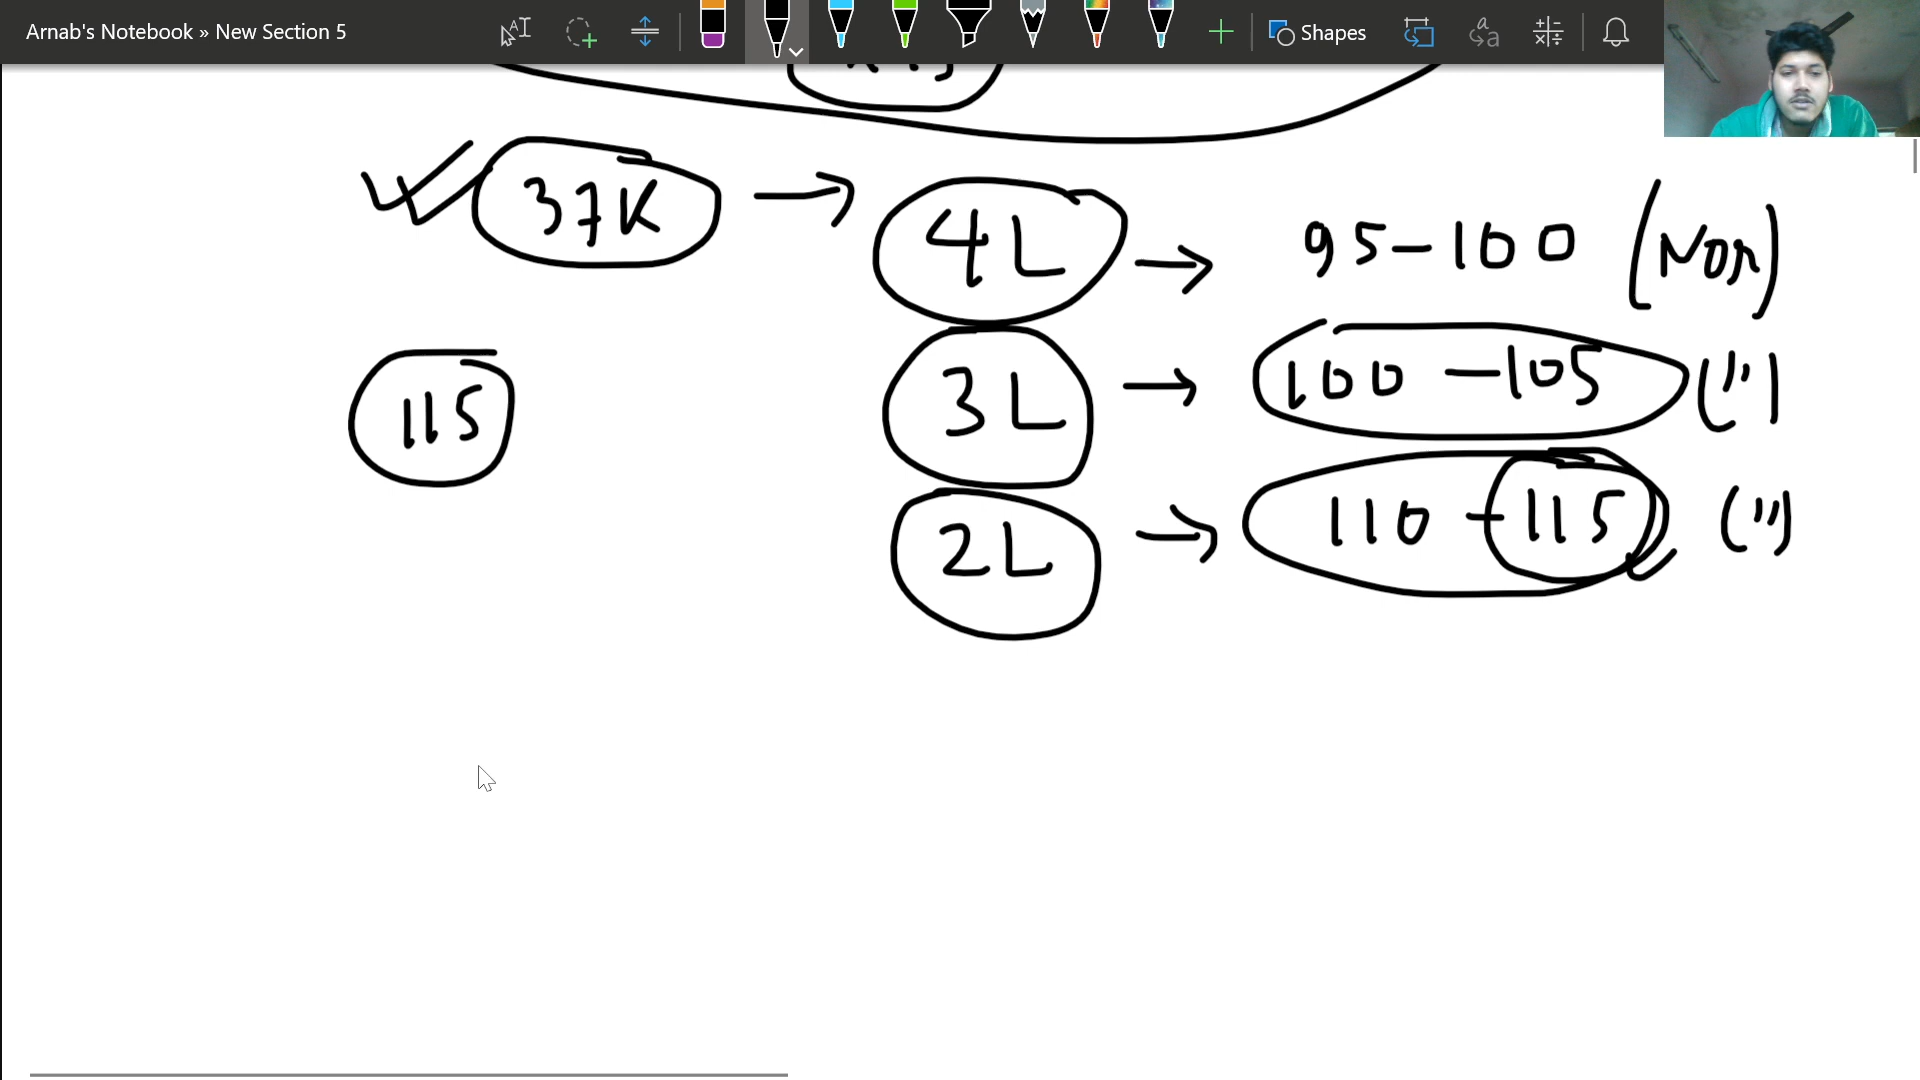 Arnab's Notebook » New Section 5
Shapes
37K → 4L → 95-100 (Nor)
115
3L → 100-105 (")
2L → 110-115 (")